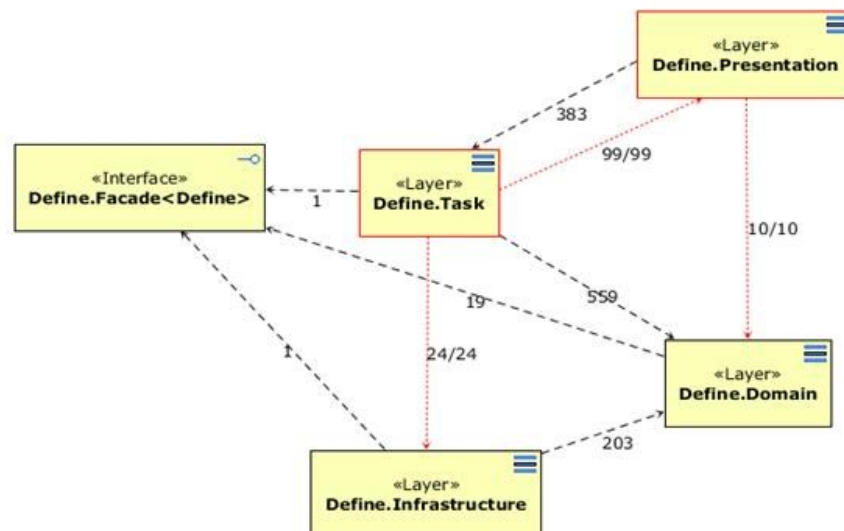 «Layer»
Define.Presentation
383
99/99
«Interface»
Define.Facade<Define>
«Layer»
Define.Task
1
10/10
19
559
1
24/24
«Layer»
Define.Domain
203
«Layer»
Define.Infrastructure